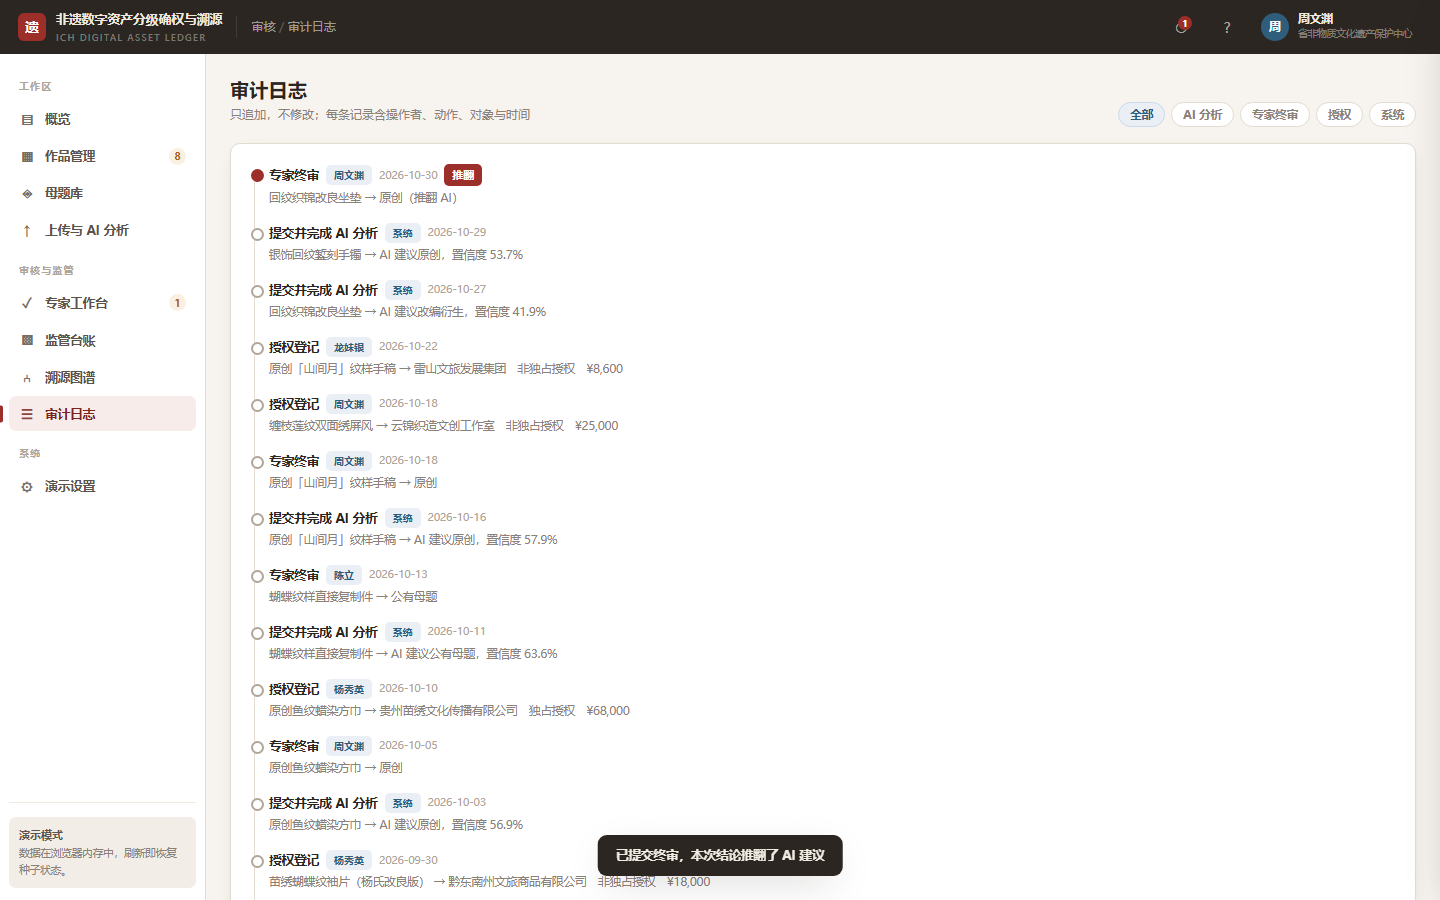 遗
非遗数字资产分级确权与溯源
ICH DIGITAL ASSET LEDGER
审核 / 审计日志
1
?
周
周文渊
省非物质文化遗产保护中心
工作区
概览
作品管理 8
母题库
上传与 AI 分析
审核与监管
专家工作台 1
监管台账
溯源图谱
审计日志
系统
演示设置
演示模式
数据在浏览器内存中，刷新即恢复
种子状态。
审计日志
只追加，不修改；每条记录含操作者、动作、对象与时间
全部 AI 分析 专家终审 授权 系统
专家终审 周文渊 2026-10-30 推翻
回纹织锦改良坐垫 → 原创（推翻 AI）
提交并完成 AI 分析 系统 2026-10-29
银饰回纹錾刻手镯 → AI 建议原创，置信度 53.7%
提交并完成 AI 分析 系统 2026-10-27
回纹织锦改良坐垫 → AI 建议改编衍生，置信度 41.9%
授权登记 龙妹银 2026-10-22
原创「山间月」纹样手稿 → 雷山文旅发展集团 非独占授权 ¥8,600
授权登记 周文渊 2026-10-18
缠枝莲纹双面绣屏风 → 云锦织造文创工作室 非独占授权 ¥25,000
专家终审 周文渊 2026-10-18
原创「山间月」纹样手稿 → 原创
提交并完成 AI 分析 系统 2026-10-16
原创「山间月」纹样手稿 → AI 建议原创，置信度 57.9%
专家终审 陈立 2026-10-13
蝴蝶纹样直接复制件 → 公有母题
提交并完成 AI 分析 系统 2026-10-11
蝴蝶纹样直接复制件 → AI 建议公有母题，置信度 63.6%
授权登记 杨秀英 2026-10-10
原创鱼纹蜡染方巾 → 贵州苗绣文化传播有限公司 独占授权 ¥68,000
专家终审 周文渊 2026-10-05
原创鱼纹蜡染方巾 → 原创
提交并完成 AI 分析 系统 2026-10-03
原创鱼纹蜡染方巾 → AI 建议原创，置信度 56.9%
授权登记 杨秀英 2026-09-30
苗绣蝴蝶纹袖片（杨氏改良版） → 黔东南州文旅商品有限公司 非独占授权 ¥18,000
已提交终审，本次结论推翻了 AI 建议